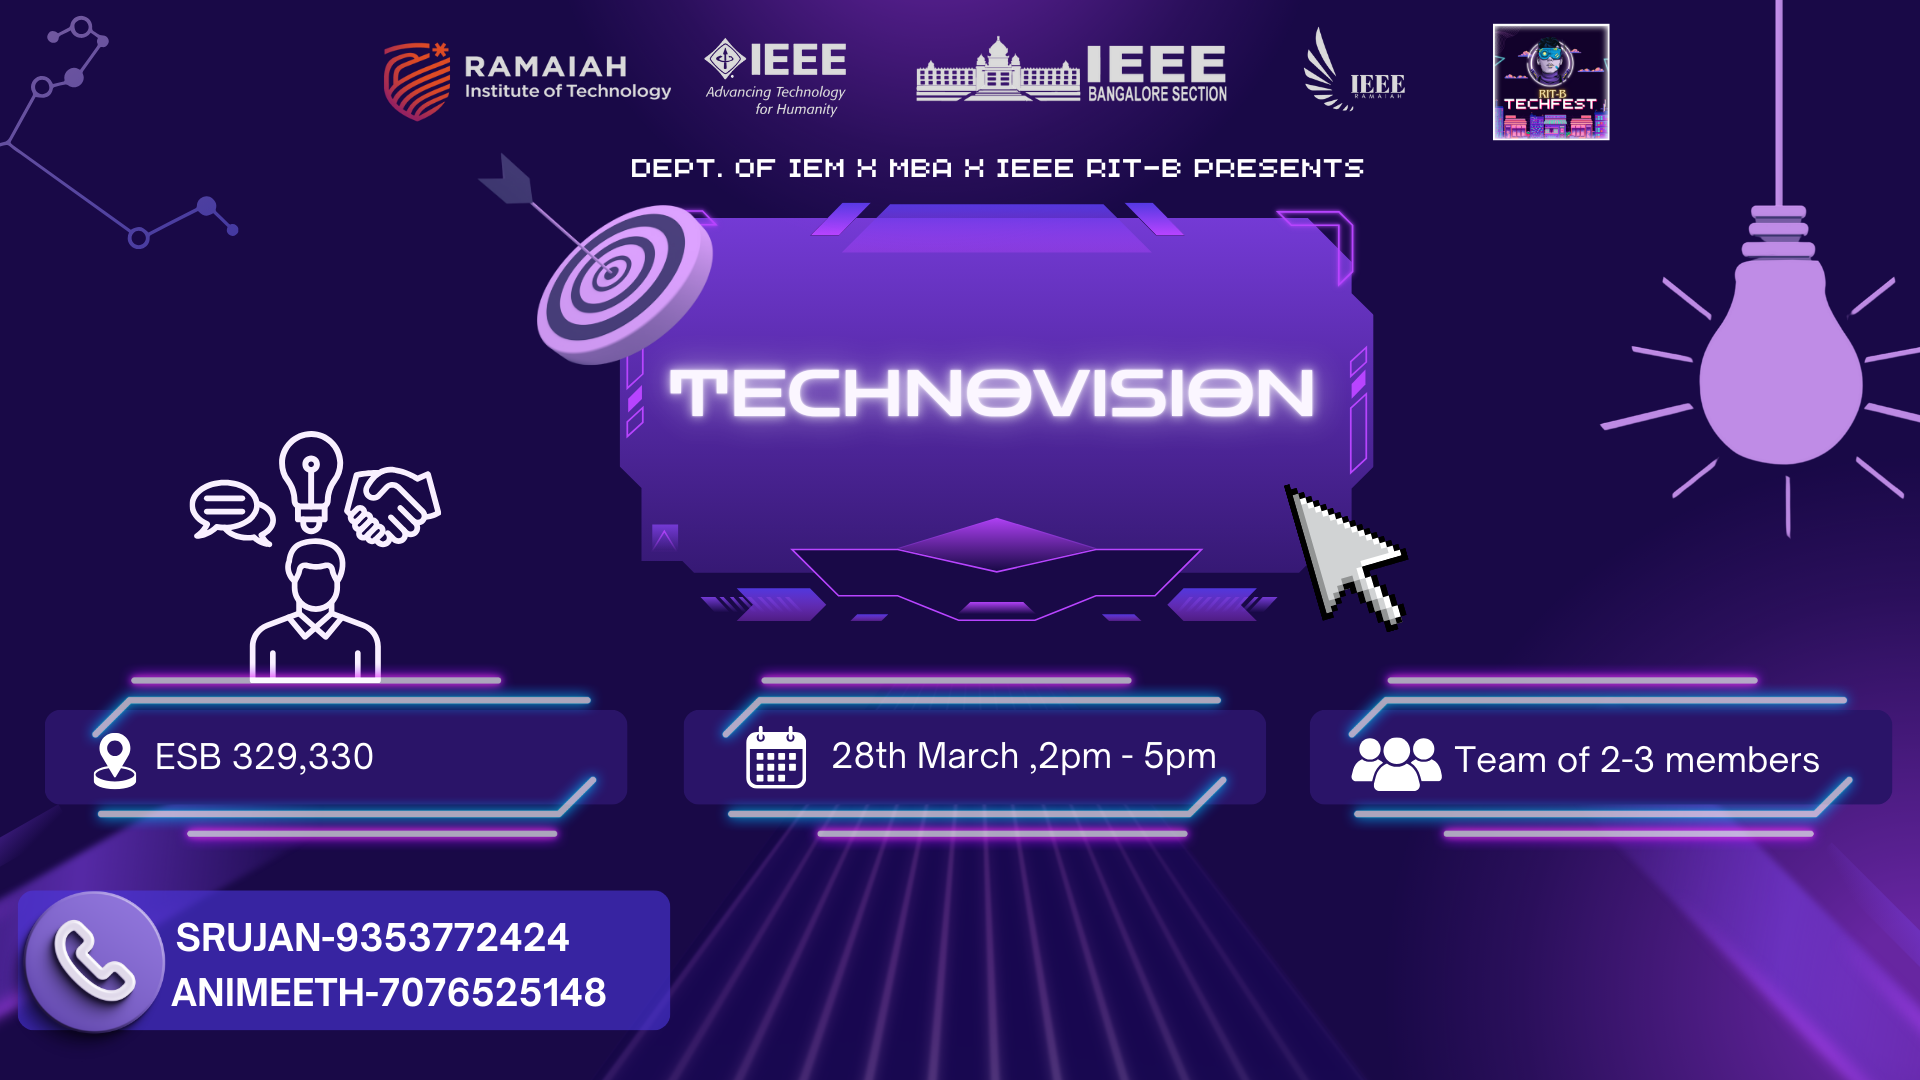 RAMAIAH
Institute of Technology
IEEE
Advancing Technology
for Humanity
IEEE
BANGALORE SECTION
IEEE
RAMAIAH
RIT-B
TECHFEST
DEPT. OF IEM X MBA X IEEE RIT-B PRESENTS
TECHNOVISION
ESB 329,330
28th March ,2pm - 5pm
Team of 2-3 members
SRUJAN-9353772424
ANIMEETH-7076525148